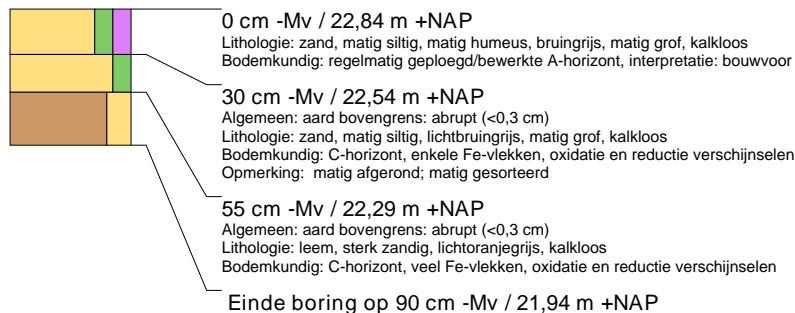 0 cm -Mv / 22,84 m +NAP
Lithologie: zand, matig siltig, matig humeus, bruingrijs, matig grof, kalkloos
Bodemkundig: regelmatig geploegd/bewerkte A-horizont, interpretatie: bouwvoor
30 cm -Mv / 22,54 m +NAP
Algemeen: aard bovengrens: abrupt (<0,3 cm)
Lithologie: zand, matig siltig, lichtbruingrijs, matig grof, kalkloos
Bodemkundig: C-horizont, enkele Fe-vlekken, oxidatie en reductie verschijnselen
Opmerking: matig afgerond; matig gesorteerd
55 cm -Mv / 22,29 m +NAP
Algemeen: aard bovengrens: abrupt (<0,3 cm)
Lithologie: leem, sterk zandig, lichtoranjegrijs, kalkloos
Bodemkundig: C-horizont, veel Fe-vlekken, oxidatie en reductie verschijnselen
Einde boring op 90 cm -Mv / 21,94 m +NAP